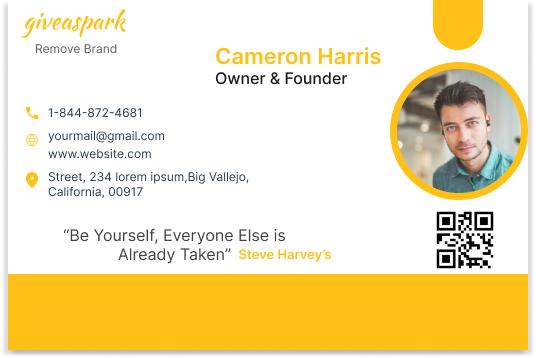 giveaspark
Remove Brand
Cameron Harris
Owner & Founder
1-844-872-4681
yourmail@gmail.com
www.website.com
Street, 234 lorem ipsum,Big Vallejo,
California, 00917
“Be Yourself, Everyone Else is
Already Taken” Steve Harvey’s